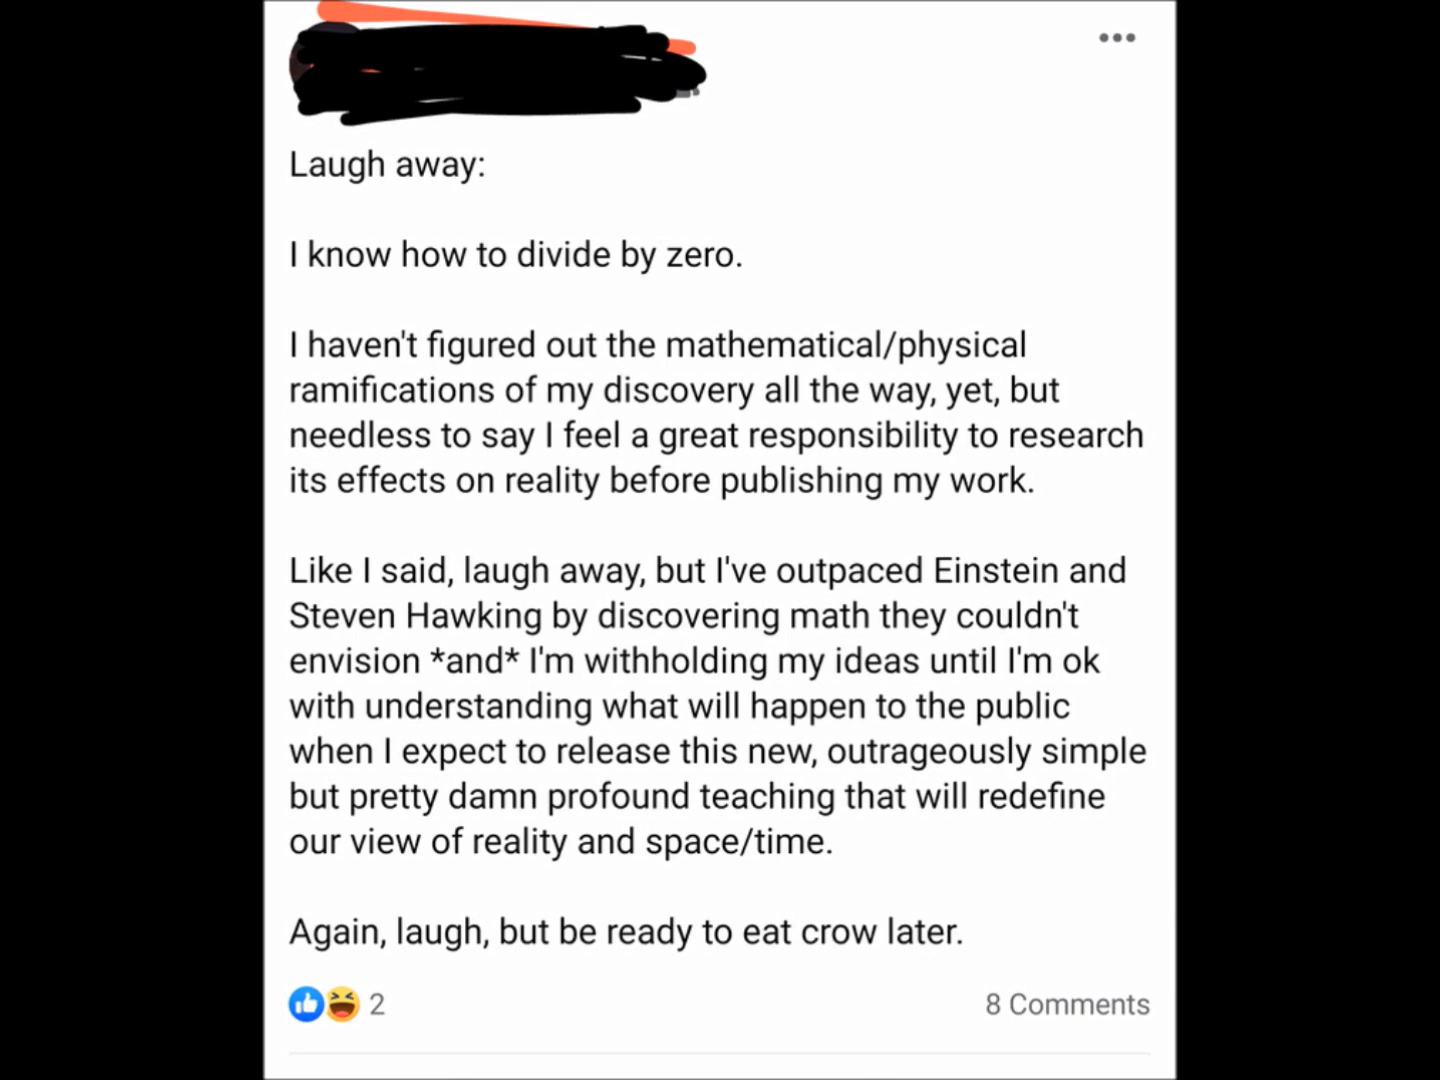 Laugh away:
I know how to divide by zero.
I haven't figured out the mathematical/physical
ramifications of my discovery all the way, yet, but
needless to say I feel a great responsibility to research
its effects on reality before publishing my work.
Like I said, laugh away, but I've outpaced Einstein and
Steven Hawking by discovering math they couldn't
envision *and* I'm withholding my ideas until I'm ok
with understanding what will happen to the public
when I expect to release this new, outrageously simple
but pretty damn profound teaching that will redefine
our view of reality and space/time.
Again, laugh, but be ready to eat crow later.
2 8 Comments